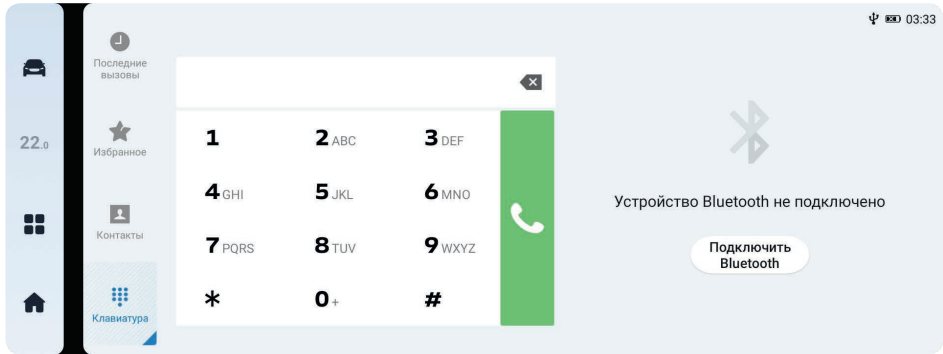 03:33
22.0
Последние
вызовы
Избранное
Контакты
Клавиатура
1
2 ABC
3 DEF
4 GHI
5 JKL
6 MNO
7 PQRS
8 TUV
9 WXYZ
*
0 +
#
Устройство Bluetooth не подключено
Подключить
Bluetooth